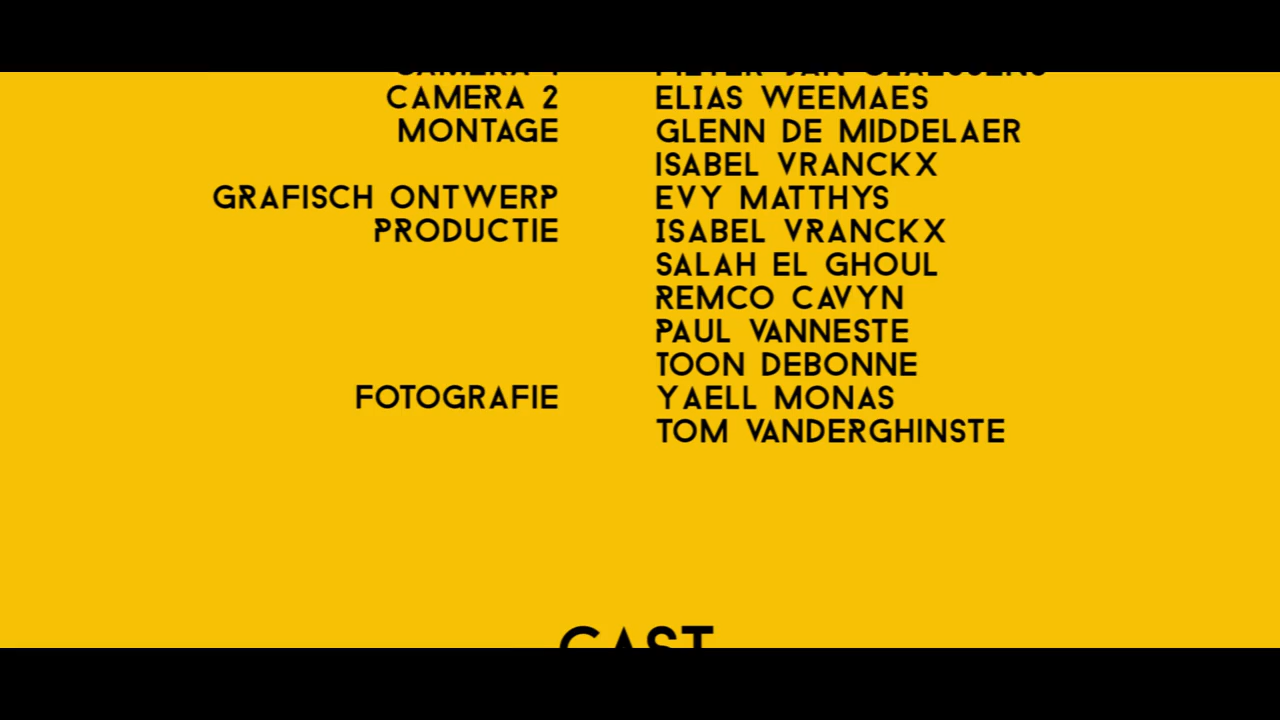 CAMERA 2 ELIAS WEEMAES
MONTAGE GLENN DE MIDDELAER
ISABEL VRANCKX
GRAFISCH ONTWERP EVY MATTHYS
PRODUCTIE ISABEL VRANCKX
SALAH EL GHOUL
REMCO CAVYN
PAUL VANNESTE
TOON DEBONNE
FOTOGRAFIE YAELL MONAS
TOM VANDERGHINSTE
CAST